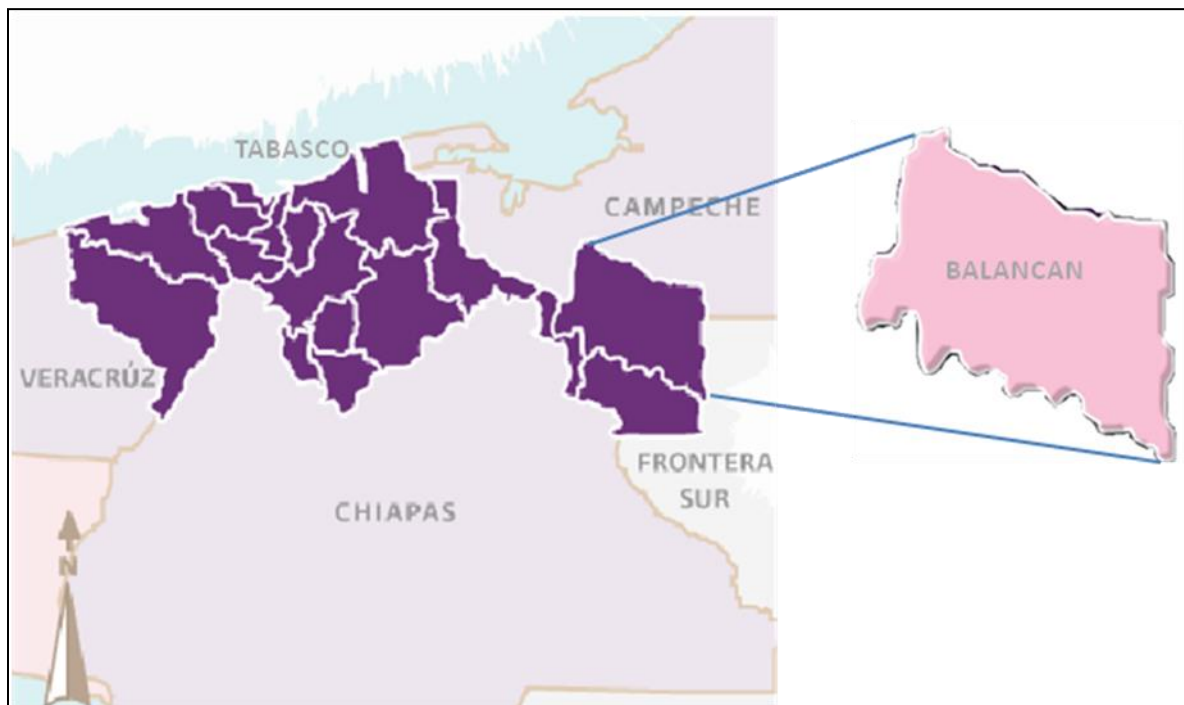 TABASCO
CAMPECHE
BALANCAN
VERACRÚZ
FRONTERA
SUR
CHIAPAS
N